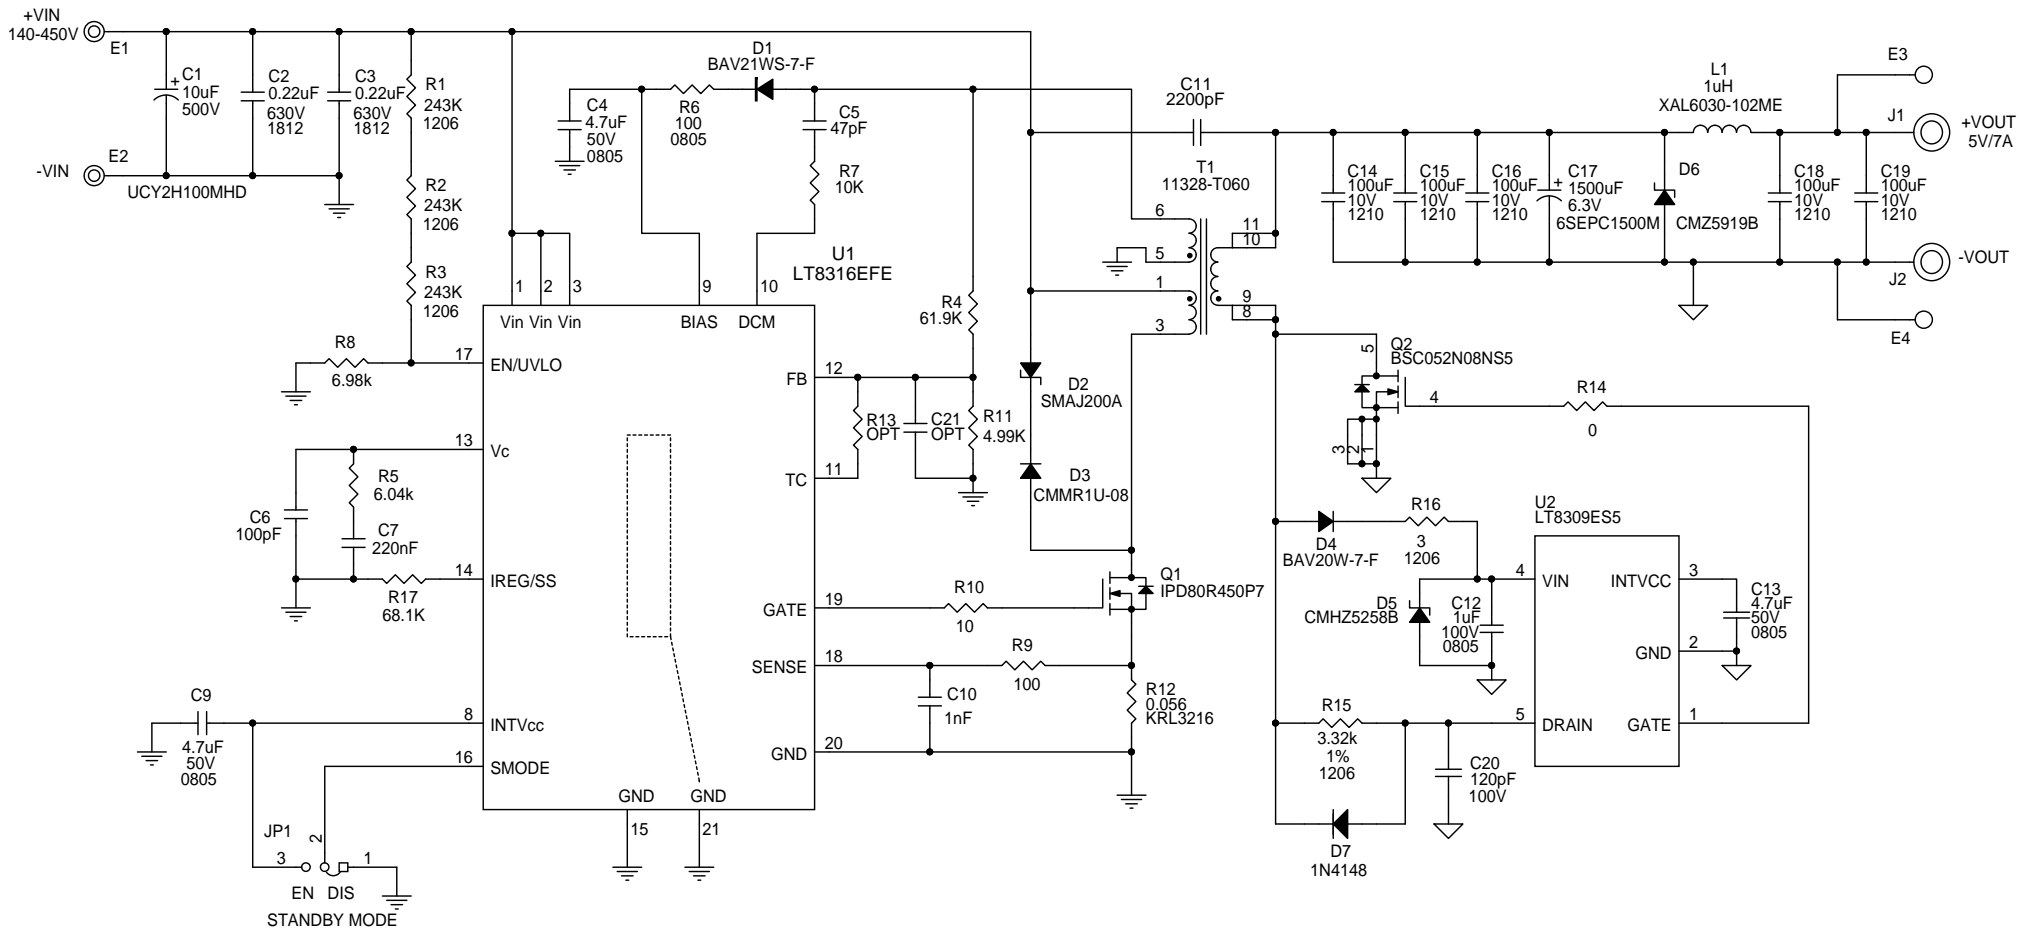 +VIN
140-450V
E1
-VIN
E2
C1
+
10uF
500V
UCY2H100MHD
C2
0.22uF
630V
1812
C3
0.22uF
630V
1812
R1
243K
1206
R2
243K
1206
R3
243K
1206
R8
6.98k
C4
4.7uF
50V
0805
R6
100
0805
D1
BAV21WS-7-F
C5
47pF
R7
10K
U1
LT8316EFE
1
2
3
9
10
Vin
Vin
Vin
BIAS
DCM
17
EN/UVLO
13
Vc
14
IREG/SS
8
INTVcc
16
SMODE
GND
15
GND
21
12
FB
11
TC
19
GATE
18
SENSE
20
GND
R5
6.04k
C6
100pF
C7
220nF
R17
68.1K
C9
4.7uF
50V
0805
JP1
2
3
1
EN
DIS
STANDBY MODE
R4
61.9K
R13
OPT
C21
OPT
R11
4.99K
D2
SMAJ200A
D3
CMMR1U-08
R10
10
Q1
IPD80R450P7
R9
100
C10
1nF
R12
0.056
KRL3216
C11
2200pF
T1
11328-T060
6
5
1
3
11
10
9
8
C14
100uF
10V
1210
C15
100uF
10V
1210
C16
100uF
10V
1210
C17
+
1500uF
6.3V
6SEPC1500M
D6
CMZ5919B
L1
1uH
XAL6030-102ME
C18
100uF
10V
1210
C19
100uF
10V
1210
E3
J1
+VOUT
5V/7A
-VOUT
J2
E4
Q2
BSC052N08NS5
5
4
3
2
1
R14
0
D4
BAV20W-7-F
R16
3
1206
D5
CMHZ5258B
C12
1uF
100V
0805
U2
LT8309ES5
4
VIN
INTVCC
3
GND
2
5
DRAIN
GATE
1
C13
4.7uF
50V
0805
R15
3.32k
1%
1206
C20
120pF
100V
D7
1N4148